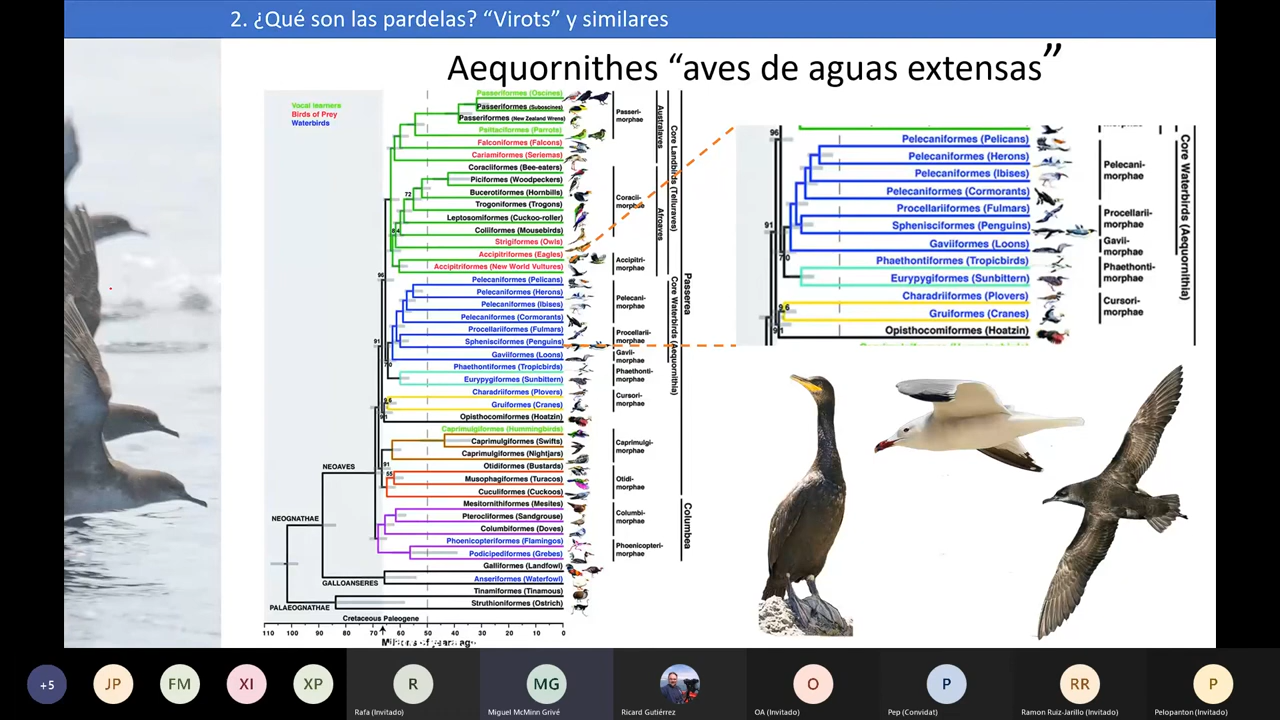 2. ¿Qué son las pardelas? “Virots” y similares
Aequornithes “aves de aguas extensas”
Vocal learners
Birds of Prey
Waterbirds
Passeriformes (Oscines)
Passeriformes (Suboscines)
Passeriformes (New Zealand Wrens)
Psittaciformes (Parrots)
Falconiformes (Falcons)
Cariamiformes (Seriemas)
Coraciiformes (Bee-eaters)
Piciformes (Woodpeckers)
Bucerotiformes (Hornbills)
Trogoniformes (Trogons)
Leptosomiformes (Cuckoo-roller)
Coliiformes (Mousebirds)
Strigiformes (Owls)
Accipitriformes (Eagles)
Accipitriformes (New World Vultures)
Pelecaniformes (Pelicans)
Pelecaniformes (Herons)
Pelecaniformes (Ibises)
Pelecaniformes (Cormorants)
Procellariiformes (Fulmars)
Sphenisciformes (Penguins)
Gaviiformes (Loons)
Phaethontiformes (Tropicbirds)
Eurypygiformes (Sunbittern)
Charadriiformes (Plovers)
Gruiformes (Cranes)
Opisthocomiformes (Hoatzin)
Caprimulgiformes (Hummingbirds)
Caprimulgiformes (Swifts)
Caprimulgiformes (Nightjars)
Otidiformes (Bustards)
Musophagiformes (Turacos)
Cuculiformes (Cuckoos)
Mesitornithiformes (Mesites)
Pterocliformes (Sandgrouse)
Columbiformes (Doves)
Phoenicopteriformes (Flamingos)
Podicipediformes (Grebes)
Galliformes (Landfowl)
Anseriformes (Waterfowl)
Tinamiformes (Tinamous)
Struthioniformes (Ostrich)
NEOAVES
NEOGNATHAE
GALLOANSERES
PALAEOGNATHAE
72
96
91
70
91
55
Cretaceous Paleogene
110 100 90 80 70 60 50 40 30 20 10 0
Passeri-
morphae
Coracii-
morphae
Accipitri-
morphae
Pelecani-
morphae
Procellarii-
morphae
Gavii-
morphae
Phaethonti-
morphae
Cursori-
morphae
Caprimulgi-
morphae
Otidi-
morphae
Columbi-
morphae
Phoenicopteri-
morphae
Australaves
Afroaves
Core Landbirds (Telluraves)
Core Waterbirds (Aequornithia)
Passerea
Columbea
96
Pelecaniformes (Pelicans)
Pelecaniformes (Herons)
Pelecaniformes (Ibises)
Pelecaniformes (Cormorants)
Procellariiformes (Fulmars)
91
Sphenisciformes (Penguins)
Gaviiformes (Loons)
70
Phaethontiformes (Tropicbirds)
Eurypygiformes (Sunbittern)
Charadriiformes (Plovers)
Gruiformes (Cranes)
Opisthocomiformes (Hoatzin)
Pelecani-
morphae
Procellarii-
morphae
Gavii-
morphae
Phaethonti-
morphae
Cursori-
morphae
Core Waterbirds (Aequornithia)
+5
JP
FM
XI
XP
R
Rafa (Invitado)
MG
Miguel McMinn Grivé
Ricard Gutiérrez
O
OA (Invitado)
P
Pep (Convidat)
RR
Ramon Ruiz-Jarillo (Invitado)
P
Pelopanton (Invitado)